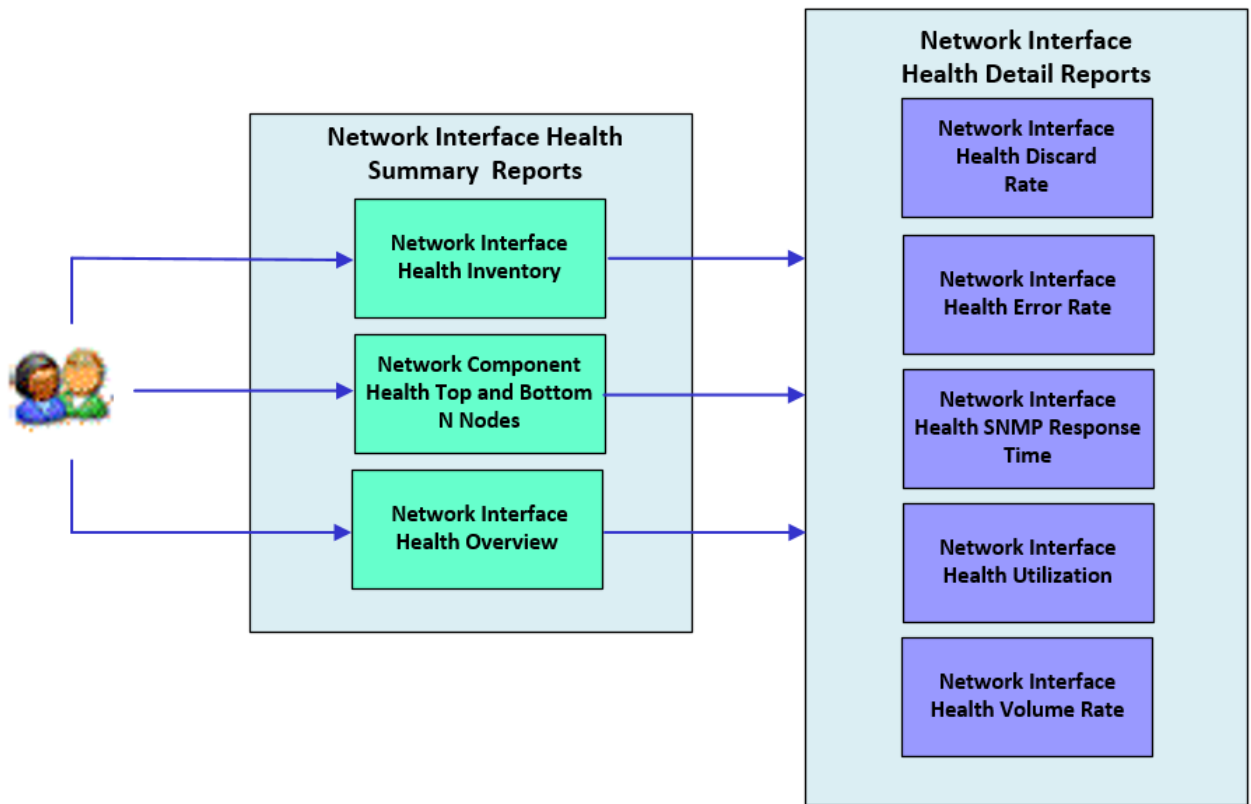 Network Interface Health
Summary Reports
Network Interface
Health Inventory
Network Component
Health Top and Bottom
N Nodes
Network Interface
Health Overview
Network Interface
Health Detail Reports
Network Interface
Health Discard
Rate
Network Interface
Health Error Rate
Network Interface
Health SNMP Response
Time
Network Interface
Health Utilization
Network Interface
Health Volume Rate